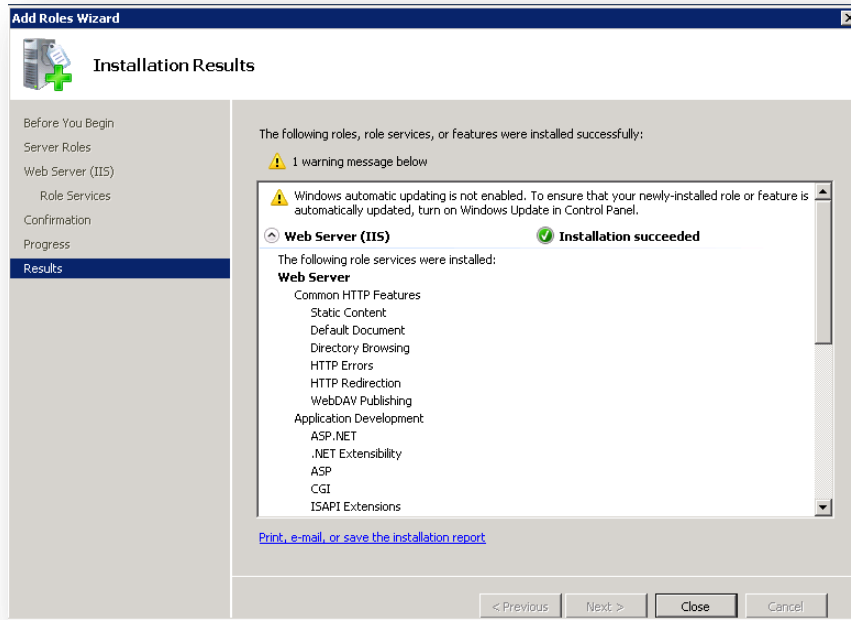 Add Roles Wizard
Installation Results
Before You Begin
Server Roles
Web Server (IIS)
Role Services
Confirmation
Progress
Results
The following roles, role services, or features were installed successfully:
1 warning message below
Windows automatic updating is not enabled. To ensure that your newly-installed role or feature is
automatically updated, turn on Windows Update in Control Panel.
Web Server (IIS) Installation succeeded
The following role services were installed:
Web Server
Common HTTP Features
Static Content
Default Document
Directory Browsing
HTTP Errors
HTTP Redirection
WebDAV Publishing
Application Development
ASP.NET
.NET Extensibility
ASP
CGI
ISAPI Extensions
Print, e-mail, or save the installation report
< Previous Next > Close Cancel